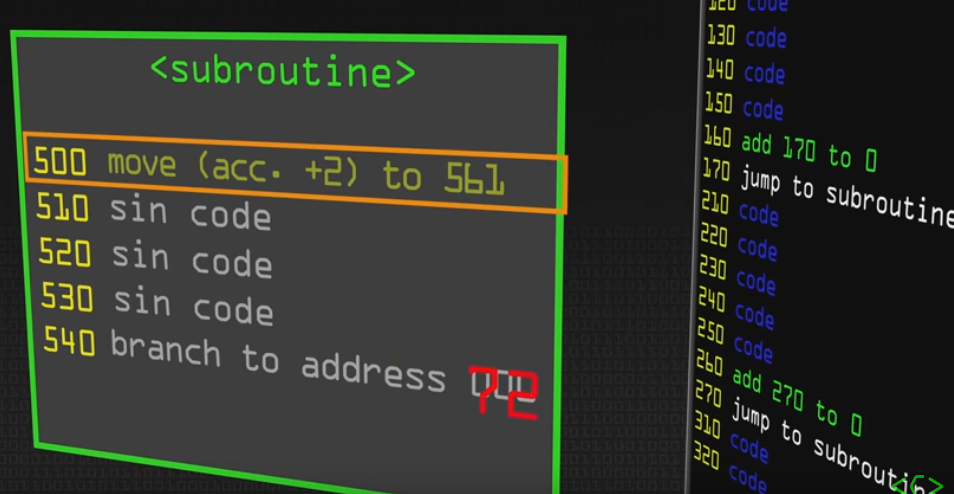 <subroutine>
500 move (acc. +2) to 561
510 sin code
520 sin code
530 sin code
540 branch to address 000
72
code
130 code
140 code
150 code
160 add 170 to 0
170 jump to subroutine
210 code
220 code
230 code
240 code
250 code
260 add 270 to 0
270 jump to subroutin
310 code
320 code
<C>